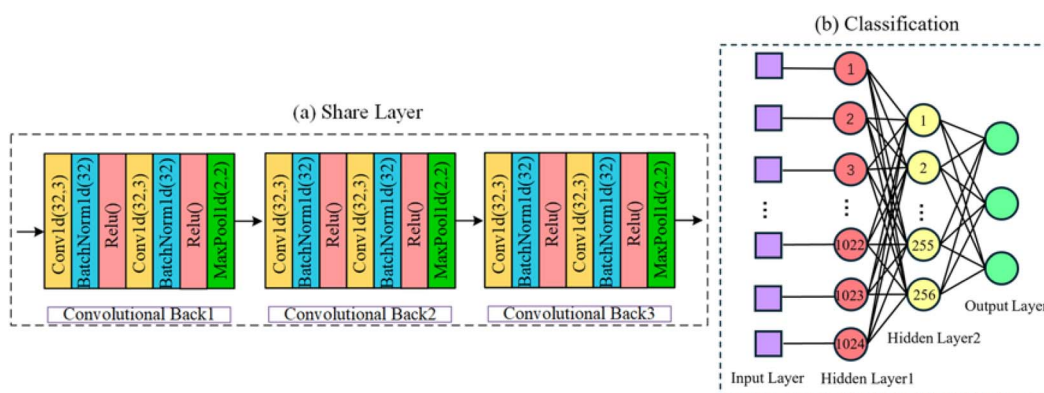 (b) Classification
(a) Share Layer
Conv1d(32,3)
BatchNorm1d(32)
Relu()
Conv1d(32,3)
BatchNorm1d(32)
Relu()
MaxPool1d(2,2)
Convolutional Back1
Conv1d(32,3)
BatchNorm1d(32)
Relu()
Conv1d(32,3)
BatchNorm1d(32)
Relu()
MaxPool1d(2,2)
Convolutional Back2
Conv1d(32,3)
BatchNorm1d(32)
Relu()
Conv1d(32,3)
BatchNorm1d(32)
Relu()
MaxPool1d(2,2)
Convolutional Back3
...
1
2
3
...
1022
1023
1024
1
2
...
255
256
Input Layer
Hidden Layer1
Hidden Layer2
Output Layer